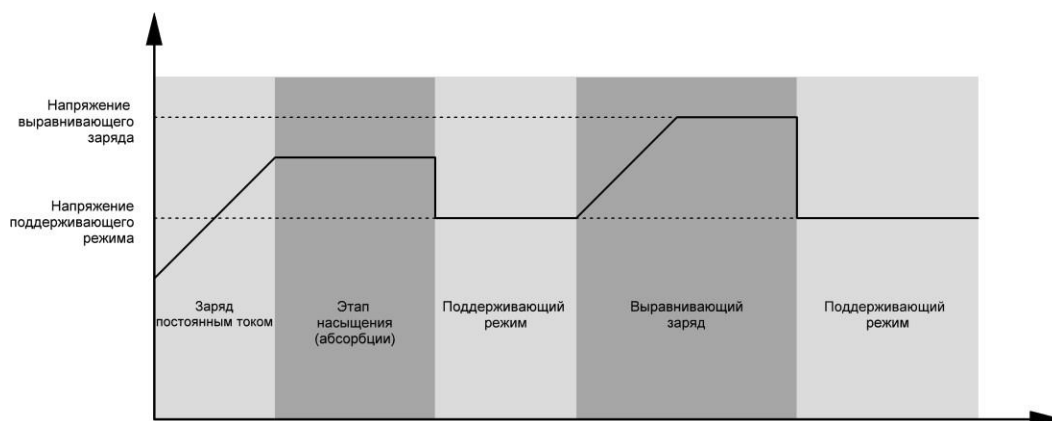 Напряжение
выравнивающего
заряда
Напряжение
поддерживающего
режима
Заряд
постоянным током
Этап
насыщения
(абсорбции)
Поддерживающий
режим
Выравнивающий
заряд
Поддерживающий
режим